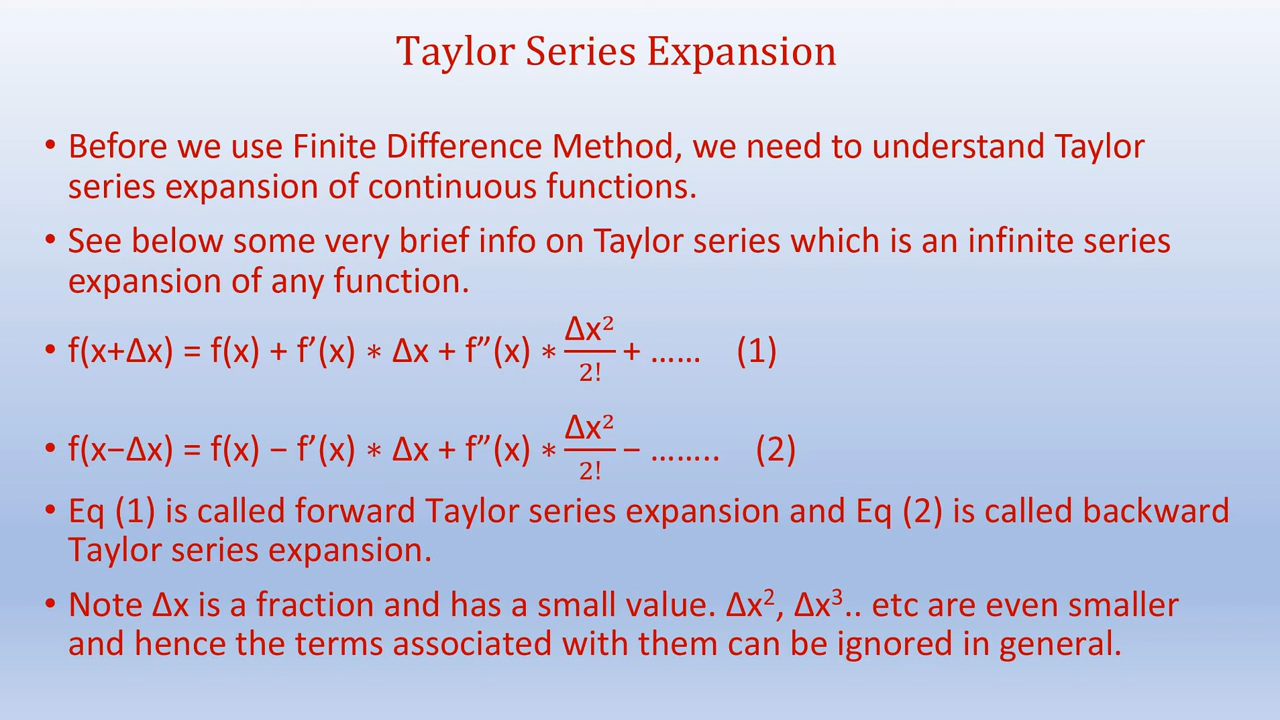 Taylor Series Expansion
• Before we use Finite Difference Method, we need to understand Taylor
series expansion of continuous functions.
• See below some very brief info on Taylor series which is an infinite series
expansion of any function.
• f(x+Δx) = f(x) + f’(x) ∗ Δx + f”(x) ∗ Δx²/2! + …… (1)
• f(x−Δx) = f(x) − f’(x) ∗ Δx + f”(x) ∗ Δx²/2! − …….. (2)
• Eq (1) is called forward Taylor series expansion and Eq (2) is called backward
Taylor series expansion.
• Note Δx is a fraction and has a small value. Δx², Δx³.. etc are even smaller
and hence the terms associated with them can be ignored in general.